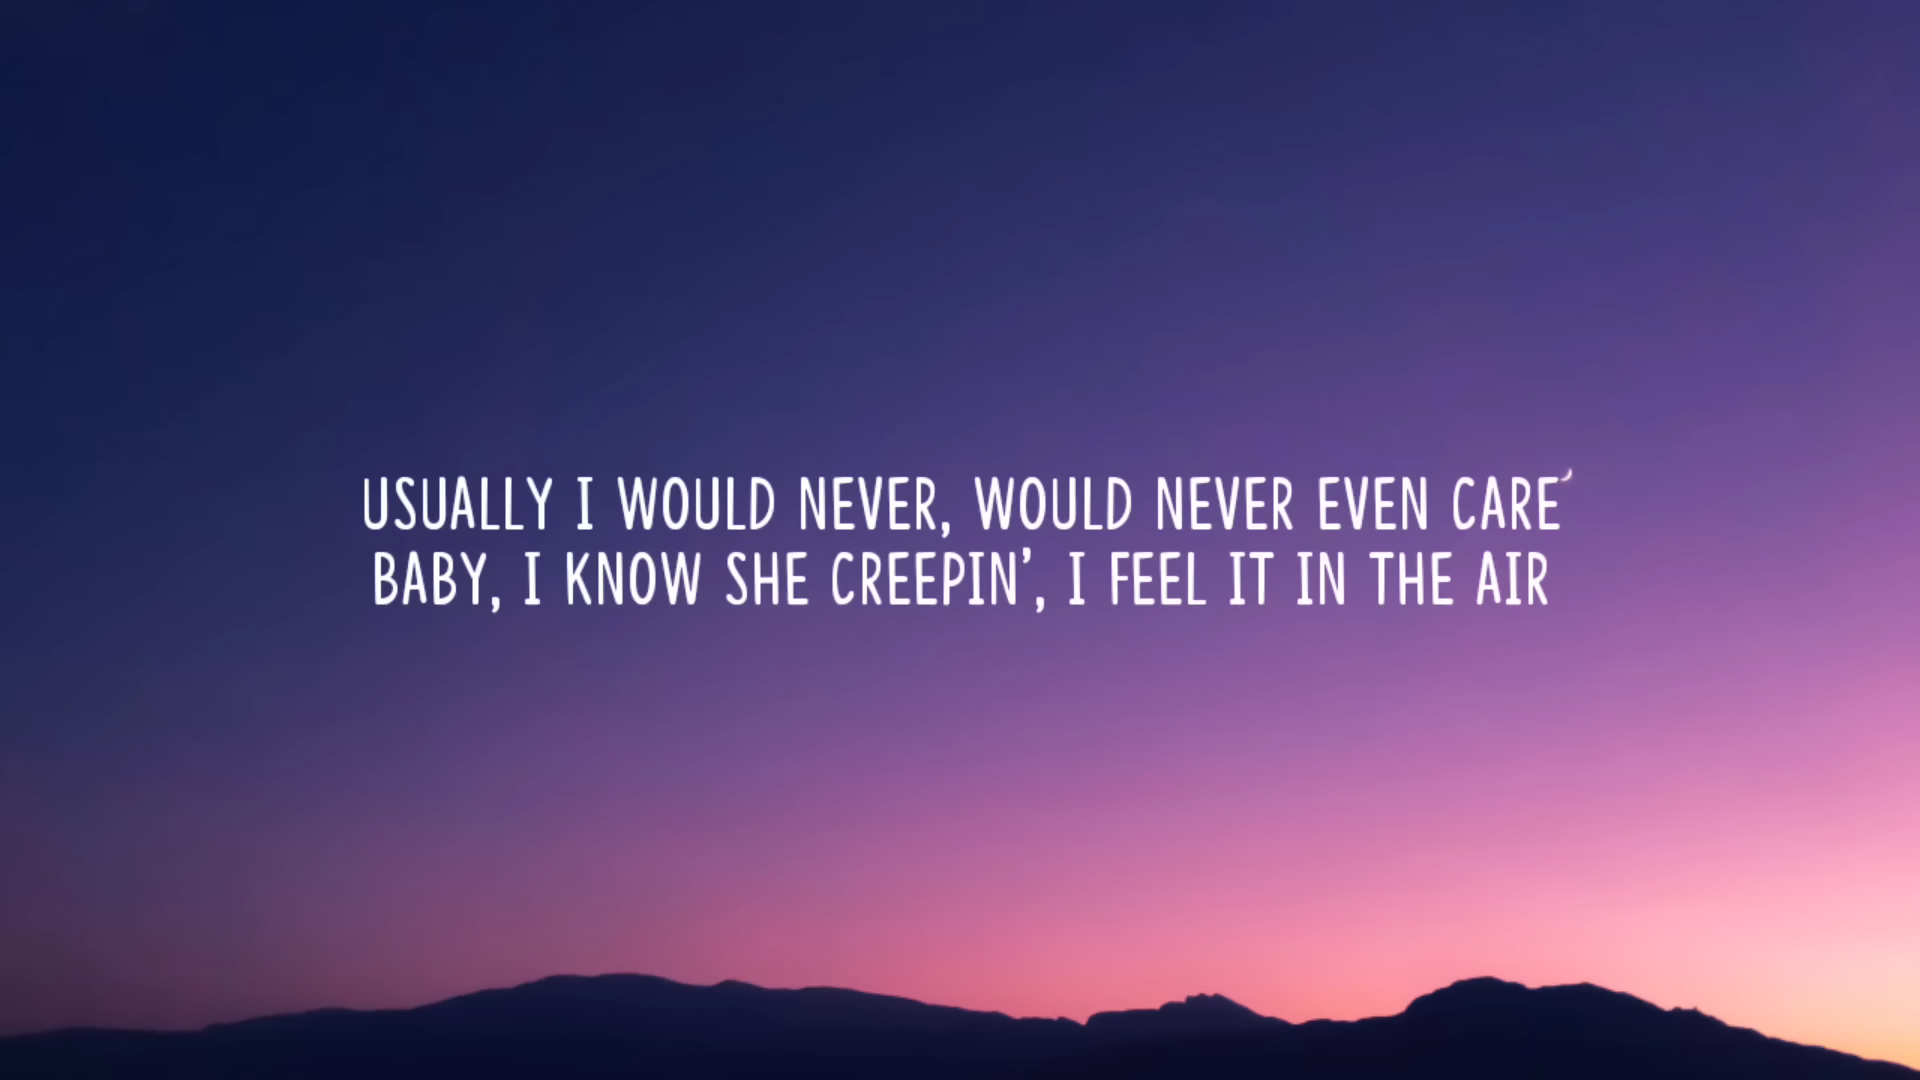 USUALLY I WOULD NEVER, WOULD NEVER EVEN CARE
BABY, I KNOW SHE CREEPIN’, I FEEL IT IN THE AIR